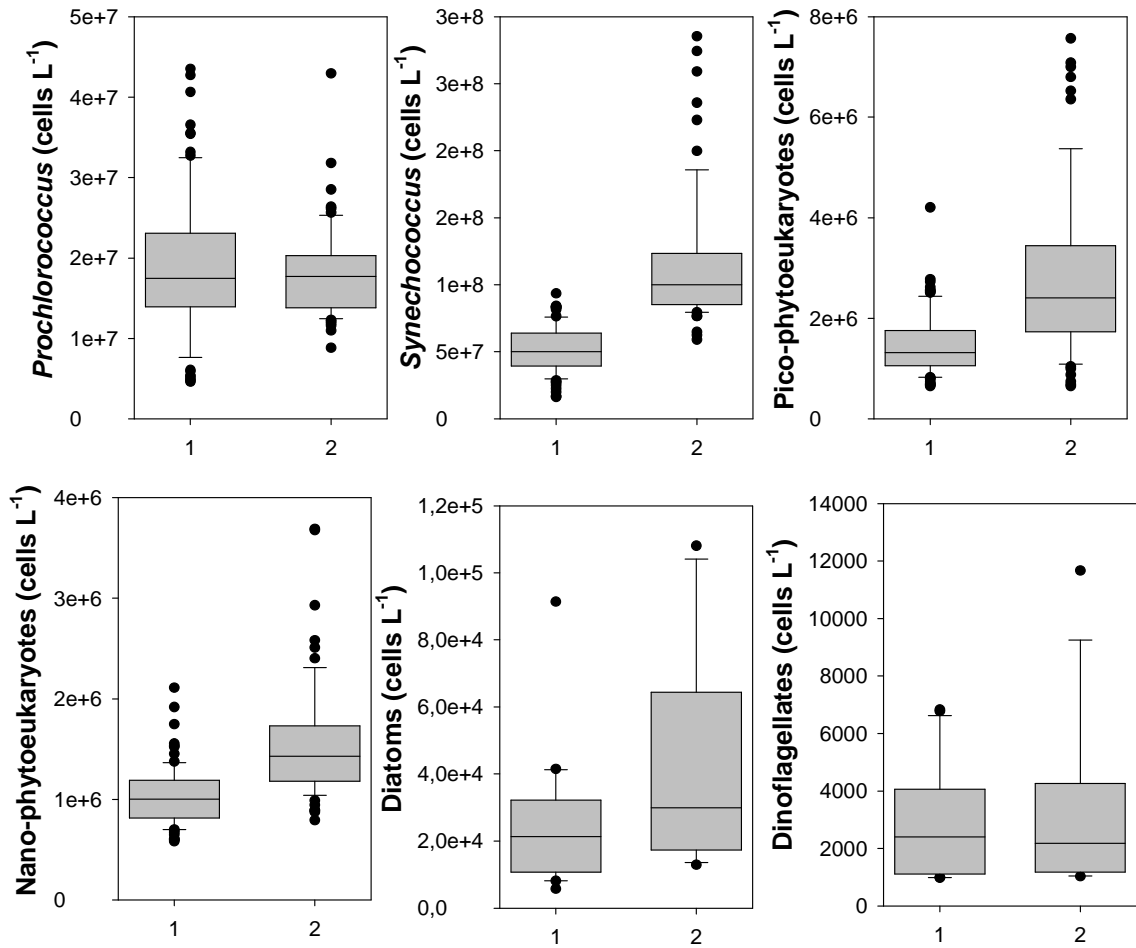 Prochlorococcus (cells L⁻¹)
5e+7
4e+7
3e+7
2e+7
1e+7
0
1
2
Synechococcus (cells L⁻¹)
3e+8
3e+8
2e+8
2e+8
1e+8
5e+7
0
1
2
Pico-phytoeukaryotes (cells L⁻¹)
8e+6
6e+6
4e+6
2e+6
0
1
2
Nano-phytoeukaryotes (cells L⁻¹)
4e+6
3e+6
2e+6
1e+6
0
1
2
Diatoms (cells L⁻¹)
1,2e+5
1,0e+5
8,0e+4
6,0e+4
4,0e+4
2,0e+4
0,0
1
2
Dinoflagellates (cells L⁻¹)
14000
12000
10000
8000
6000
4000
2000
0
1
2